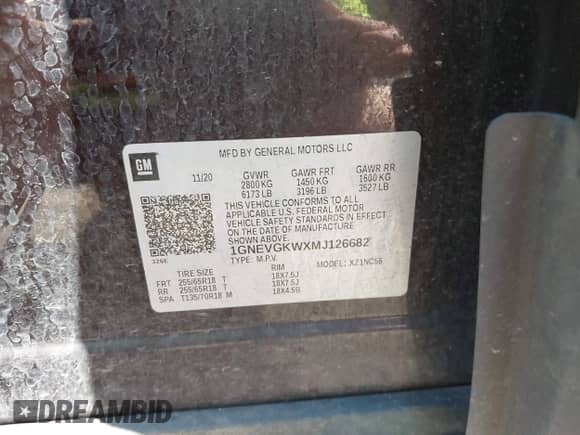 MFD BY GENERAL MOTORS LLC
GM
11/20 GVWR GAWR FRT GAWR RR
2800 KG 1450 KG 1600 KG
6173 LB 3196 LB 3527 LB
THIS VEHICLE CONFORMS TO ALL
APPLICABLE U.S. FEDERAL MOTOR
VEHICLE SAFETY STANDARDS IN EFFECT
ON THE DATE OF MANUFACTURE
SHOWN ABOVE.
1GNEVGKWXMJ126682
326E
TYPE: M.P.V. MODEL: XZ1NC56
TIRE SIZE RIM
FRT 255/65R18 T 18X7.5J
RR 255/65R18 T 18X7.5J
SPA T135/70R18 M 18X4.5B
DREAMBID